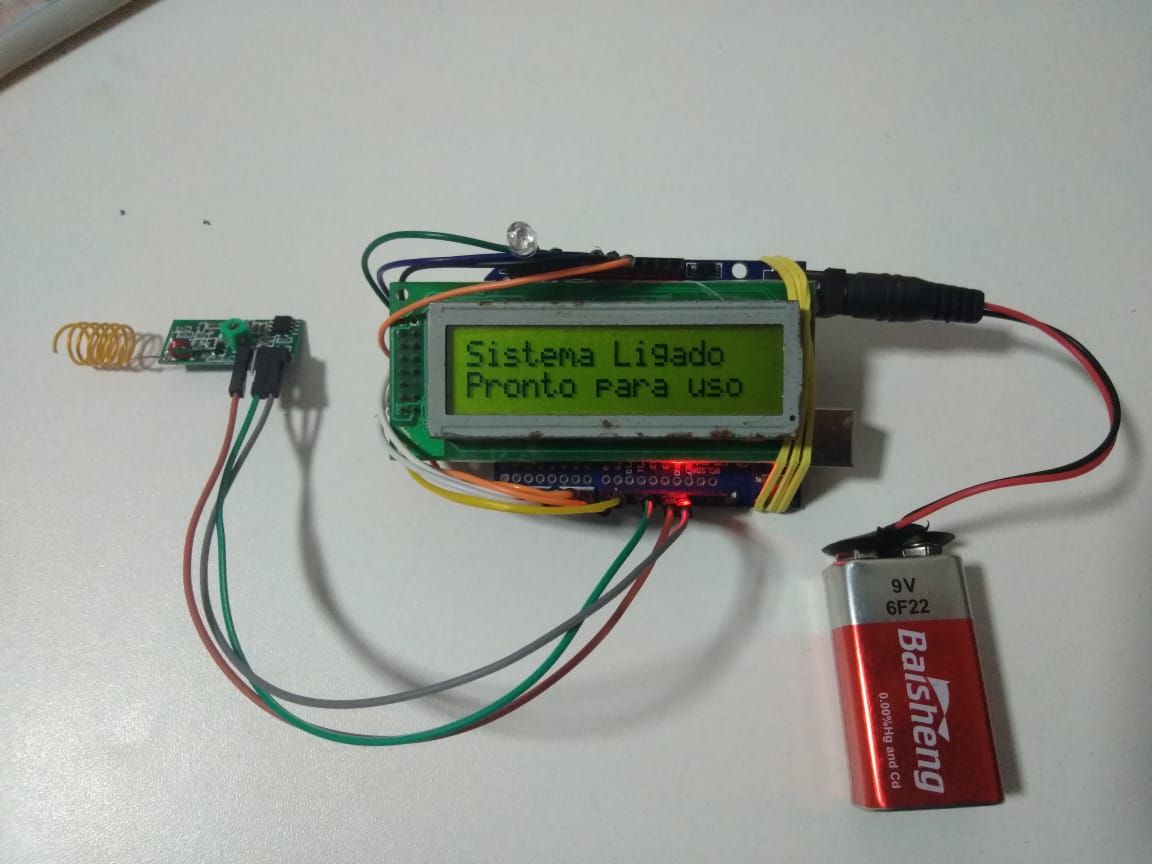 Sistema Ligado
Pronto para uso
9V
6F22
Baisheng
0.00%Hg and Cd